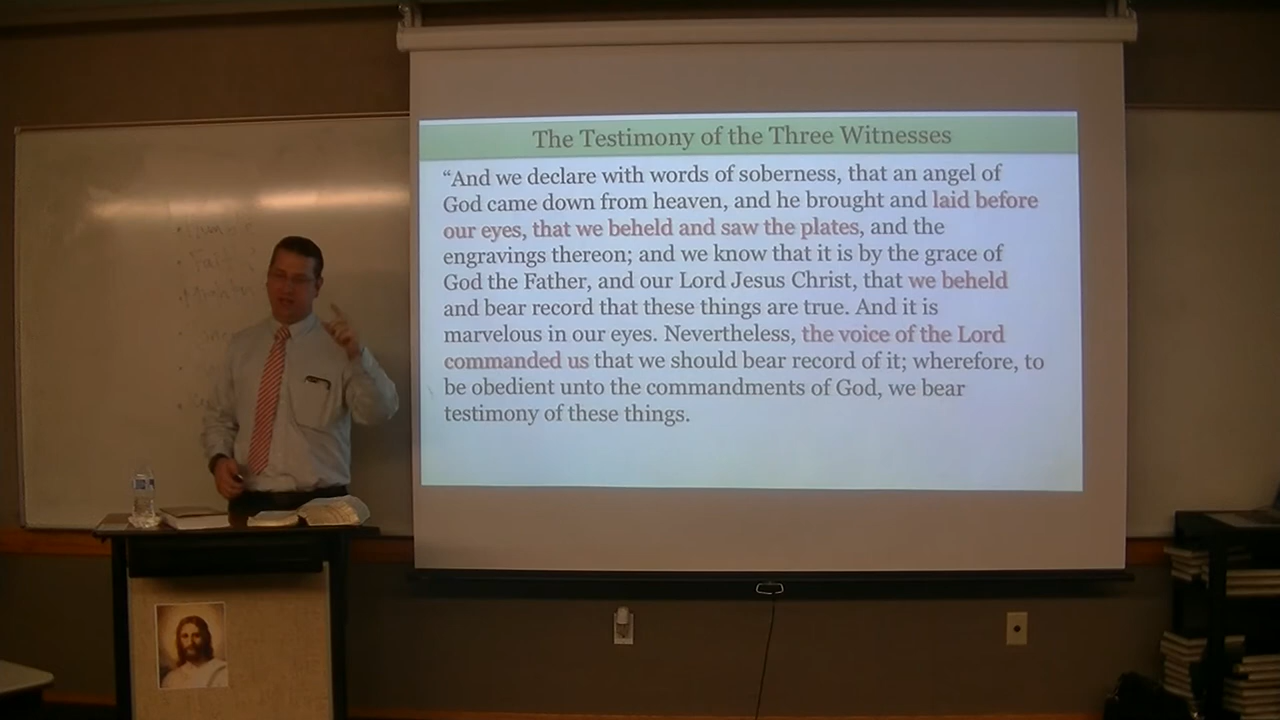 The Testimony of the Three Witnesses
“And we declare with words of soberness, that an angel of
God came down from heaven, and he brought and laid before
our eyes, that we beheld and saw the plates, and the
engravings thereon; and we know that it is by the grace of
God the Father, and our Lord Jesus Christ, that we beheld
and bear record that these things are true. And it is
marvelous in our eyes. Nevertheless, the voice of the Lord
commanded us that we should bear record of it; wherefore, to
be obedient unto the commandments of God, we bear
testimony of these things.